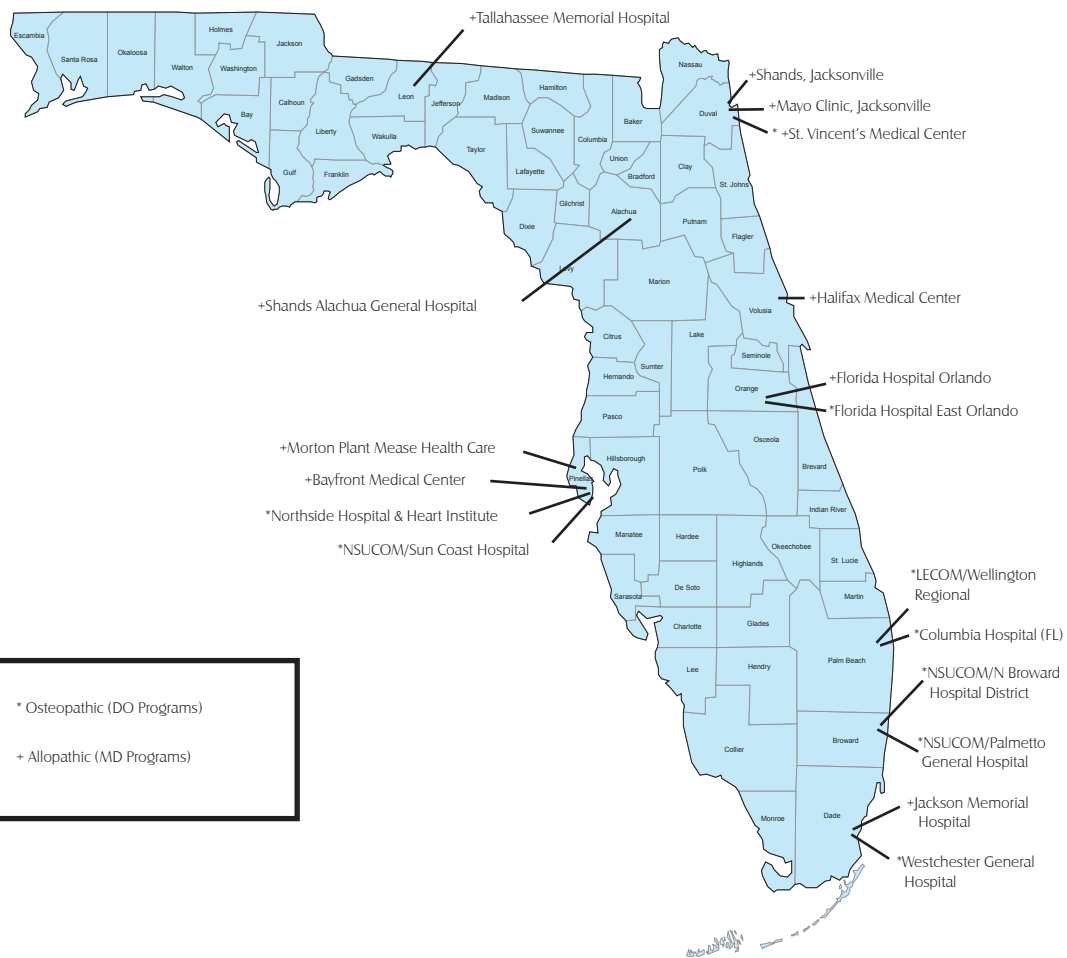 +Tallahassee Memorial Hospital
Escambia
Santa Rosa
Okaloosa
Walton
Holmes
Washington
Jackson
Bay
Calhoun
Gulf
Liberty
Gadsden
Franklin
Leon
Wakulla
Jefferson
Madison
Taylor
Hamilton
Suwannee
Lafayette
Dixie
Columbia
Gilchrist
Baker
Union
Bradford
Alachua
Levy
Nassau
Duval
Clay
St. Johns
Putnam
Flagler
Marion
Volusia
+Shands, Jacksonville
+Mayo Clinic, Jacksonville
* +St. Vincent's Medical Center
+Shands Alachua General Hospital
+Halifax Medical Center
Citrus
Sumter
Lake
Hernando
Seminole
Orange
Pasco
+Florida Hospital Orlando
*Florida Hospital East Orlando
+Morton Plant Mease Health Care
+Bayfront Medical Center
*Northside Hospital & Heart Institute
*NSUCOM/Sun Coast Hospital
Pinellas
Hillsborough
Polk
Osceola
Brevard
Indian River
Manatee
Hardee
Highlands
Okeechobee
St. Lucie
Sarasota
De Soto
Martin
Charlotte
Glades
Lee
Hendry
Palm Beach
Collier
Broward
Monroe
Dade
*LECOM/Wellington
Regional
*Columbia Hospital (FL)
*NSUCOM/N Broward
Hospital District
*NSUCOM/Palmetto
General Hospital
+Jackson Memorial
Hospital
*Westchester General
Hospital
* Osteopathic (DO Programs)
+ Allopathic (MD Programs)